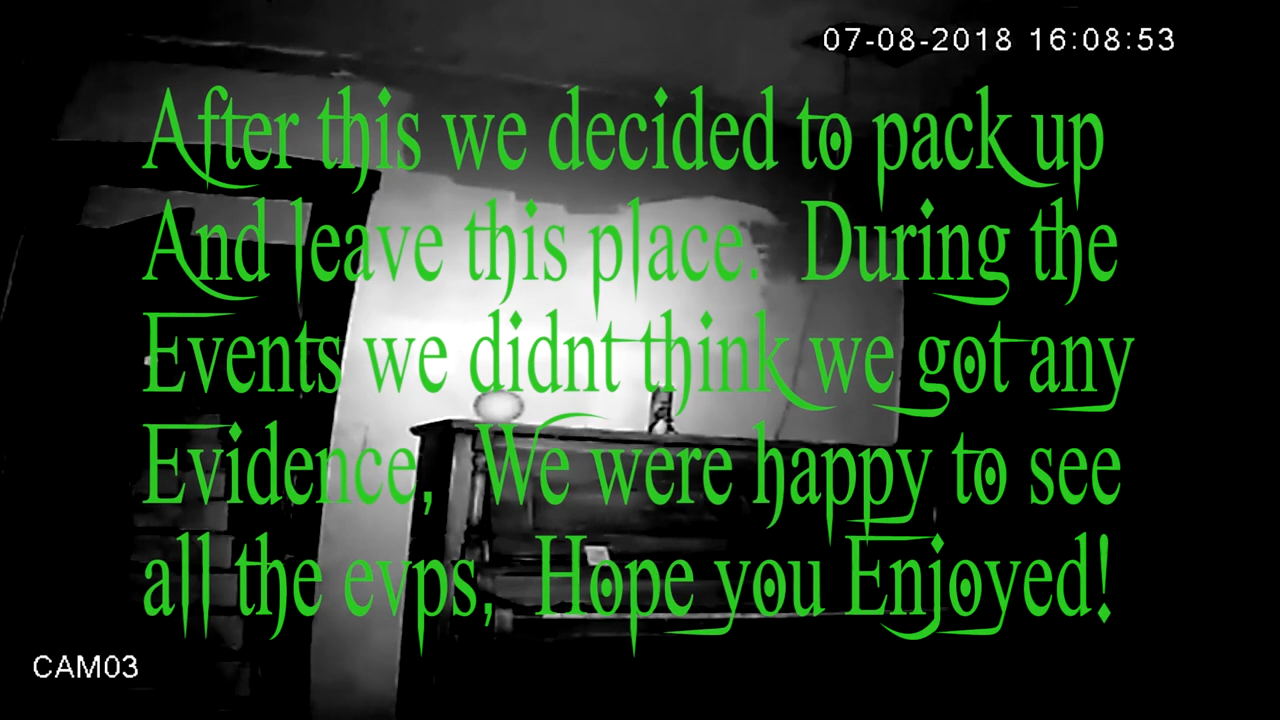 07-08-2018 16:08:53
After this we decided to pack up
And leave this place. During the
Events we didnt think we got any
Evidence, We were happy to see
all the evps, Hope you Enjoyed!
CAM03